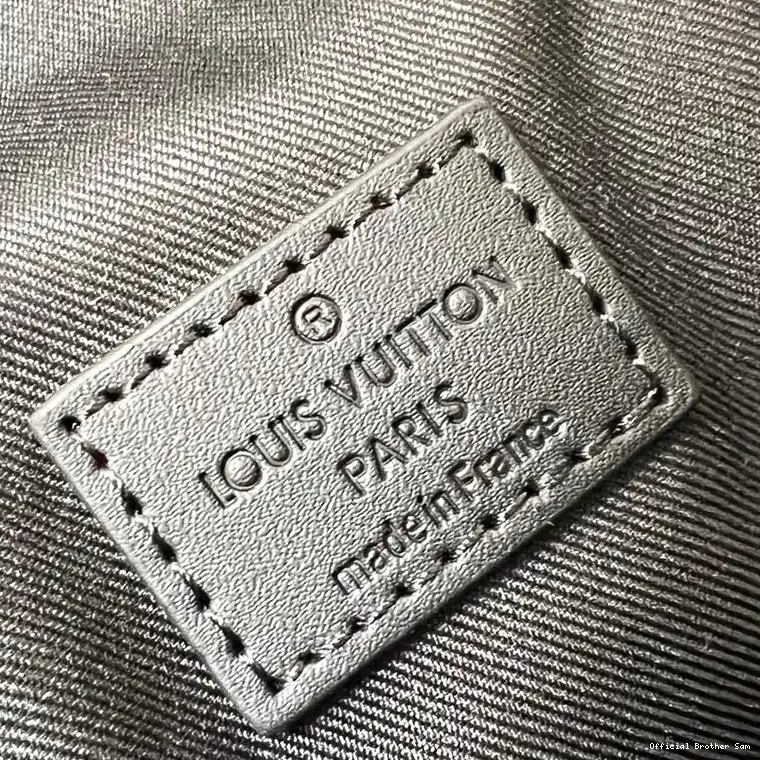 ®
LOUIS VUITTON
PARIS
made in France
Official Brother Sam